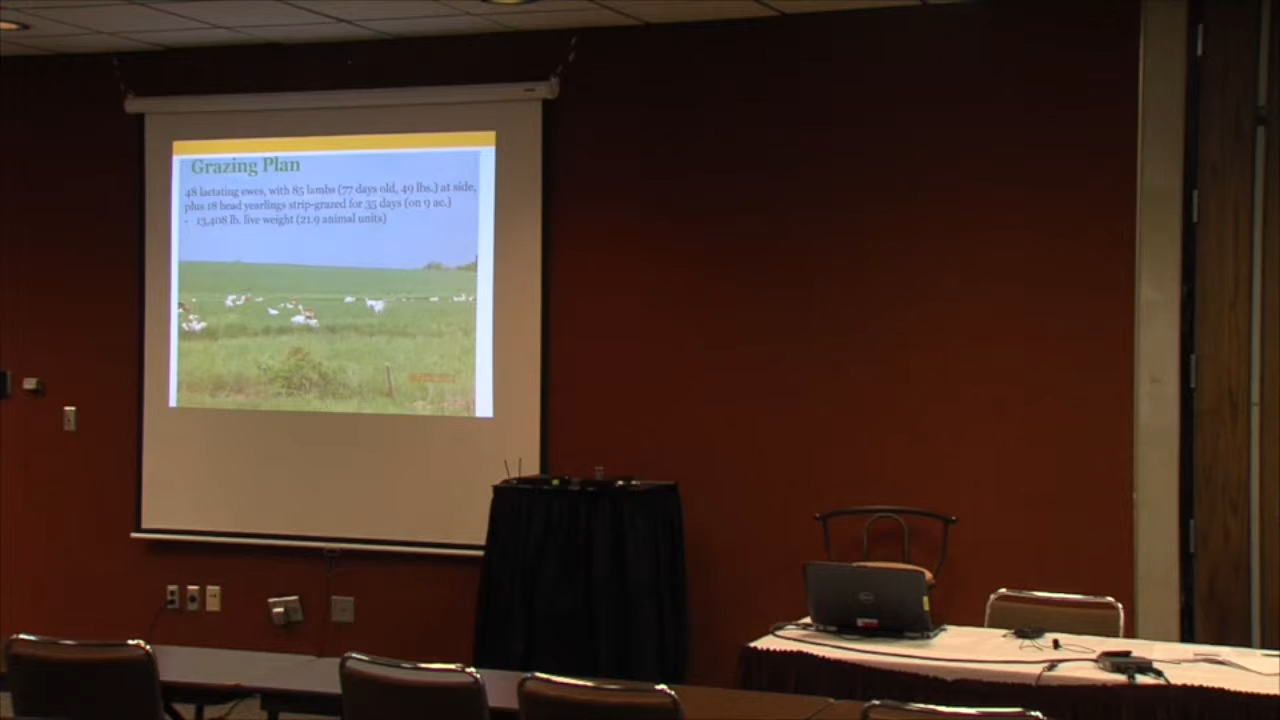 Grazing Plan
48 lactating ewes, with 85 lambs (77 days old, 49 lbs.) at side,
plus 18 head yearlings strip-grazed for 35 days (on 9 ac.)
- 13,408 lb. live weight (21.9 animal units)
DELL